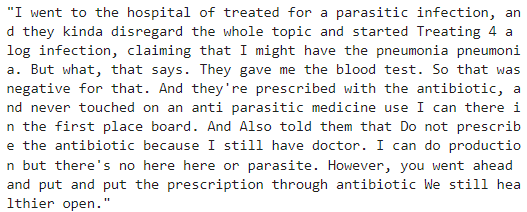 "I went to the hospital of treated for a parasitic infection, an
d they kinda disregard the whole topic and started Treating 4 a
log infection, claiming that I might have the pneumonia pneumoni
a. But what, that says. They gave me the blood test. So that was
negative for that. And they're prescribed with the antibiotic, a
nd never touched on an anti parasitic medicine use I can there i
n the first place board. And Also told them that Do not prescrib
e the antibiotic because I still have doctor. I can do productio
n but there's no here here or parasite. However, you went ahead
and put and put the prescription through antibiotic We still hea
lthier open."